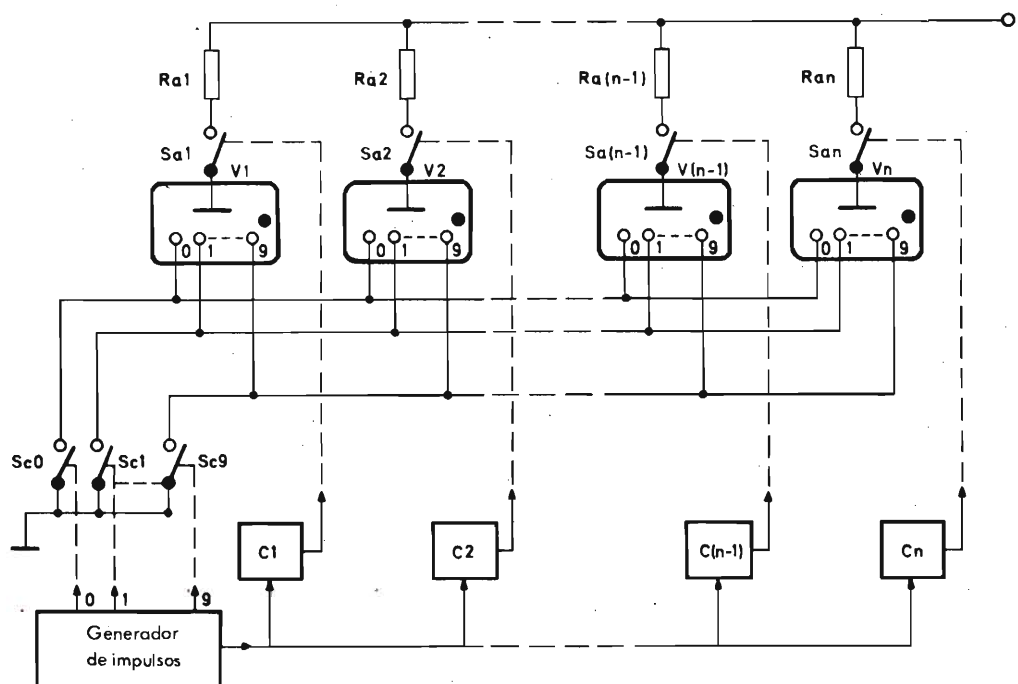 Ra1 Ra2 Ra(n-1) Ran
Sa1 V1 Sa2 V2 Sa(n-1) V(n-1) San Vn
0 1 9 0 1 9 0 1 9 0 1 9
Sc0 Sc1 Sc9
C1 C2 C(n-1) Cn
0 1 9
Generador
de impulsos